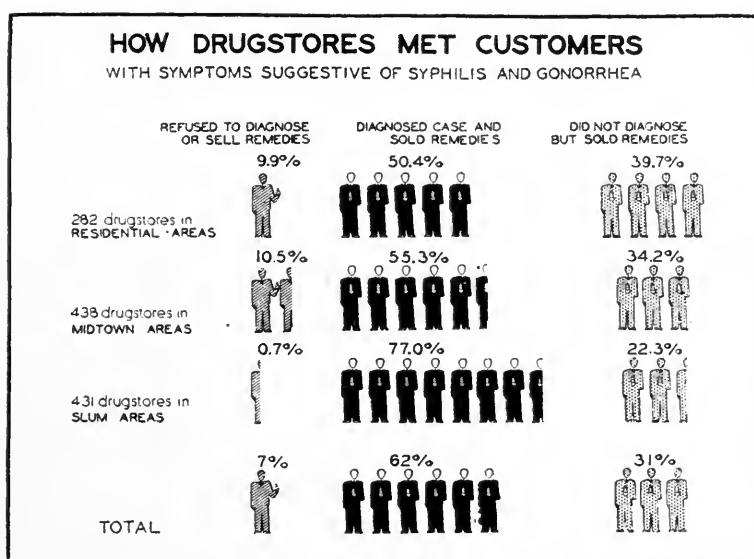 HOW DRUGSTORES MET CUSTOMERS
WITH SYMPTOMS SUGGESTIVE OF SYPHILIS AND GONORRHEA
REFUSED TO DIAGNOSE
OR SELL REMEDIES
DIAGNOSED CASE AND
SOLD REMEDIES
DID NOT DIAGNOSE
BUT SOLD REMEDIES
9.9% 50.4% 39.7%
282 drugstores in
RESIDENTIAL AREAS
10.5% 55.3% 34.2%
438 drugstores in
MIDTOWN AREAS
0.7% 77.0% 22.3%
431 drugstores in
SLUM AREAS
7% 62% 31%
TOTAL